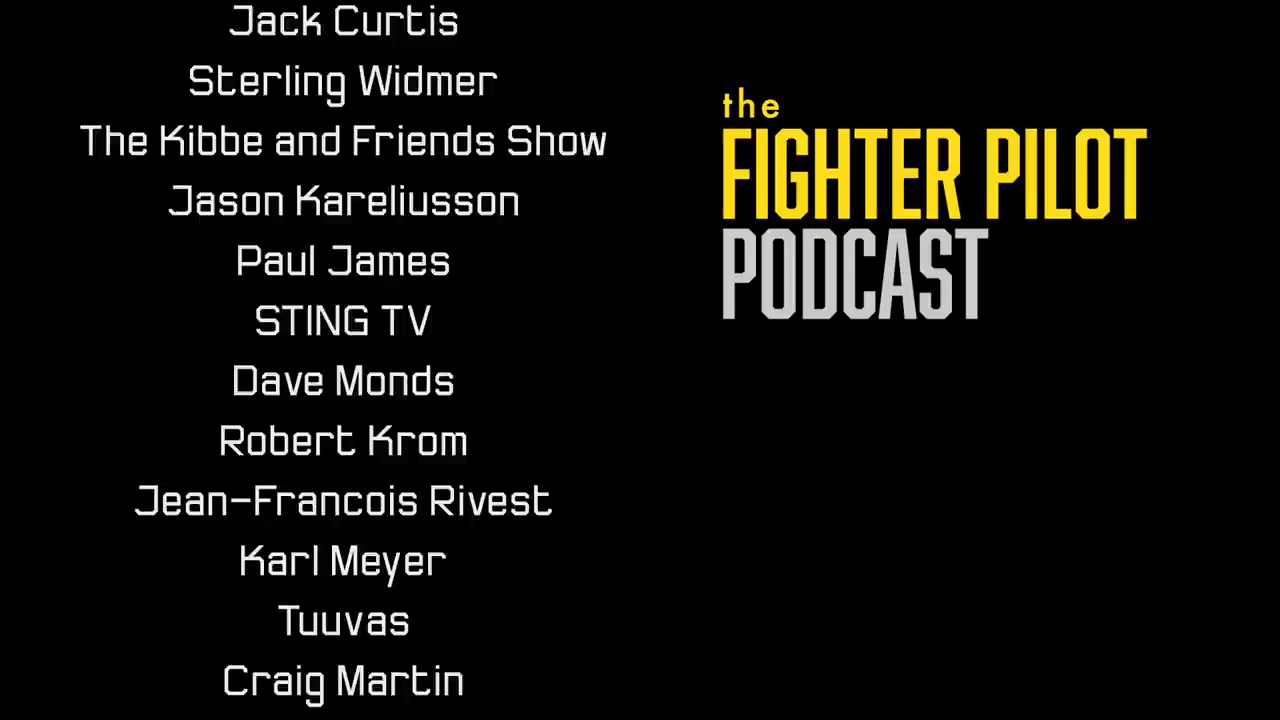 Jack Curtis
Sterling Widmer
The Kibbe and Friends Show
Jason Kareliusson
Paul James
STING TV
Dave Monds
Robert Krom
Jean-Francois Rivest
Karl Meyer
Tuuvas
Craig Martin
the
FIGHTER PILOT
PODCAST